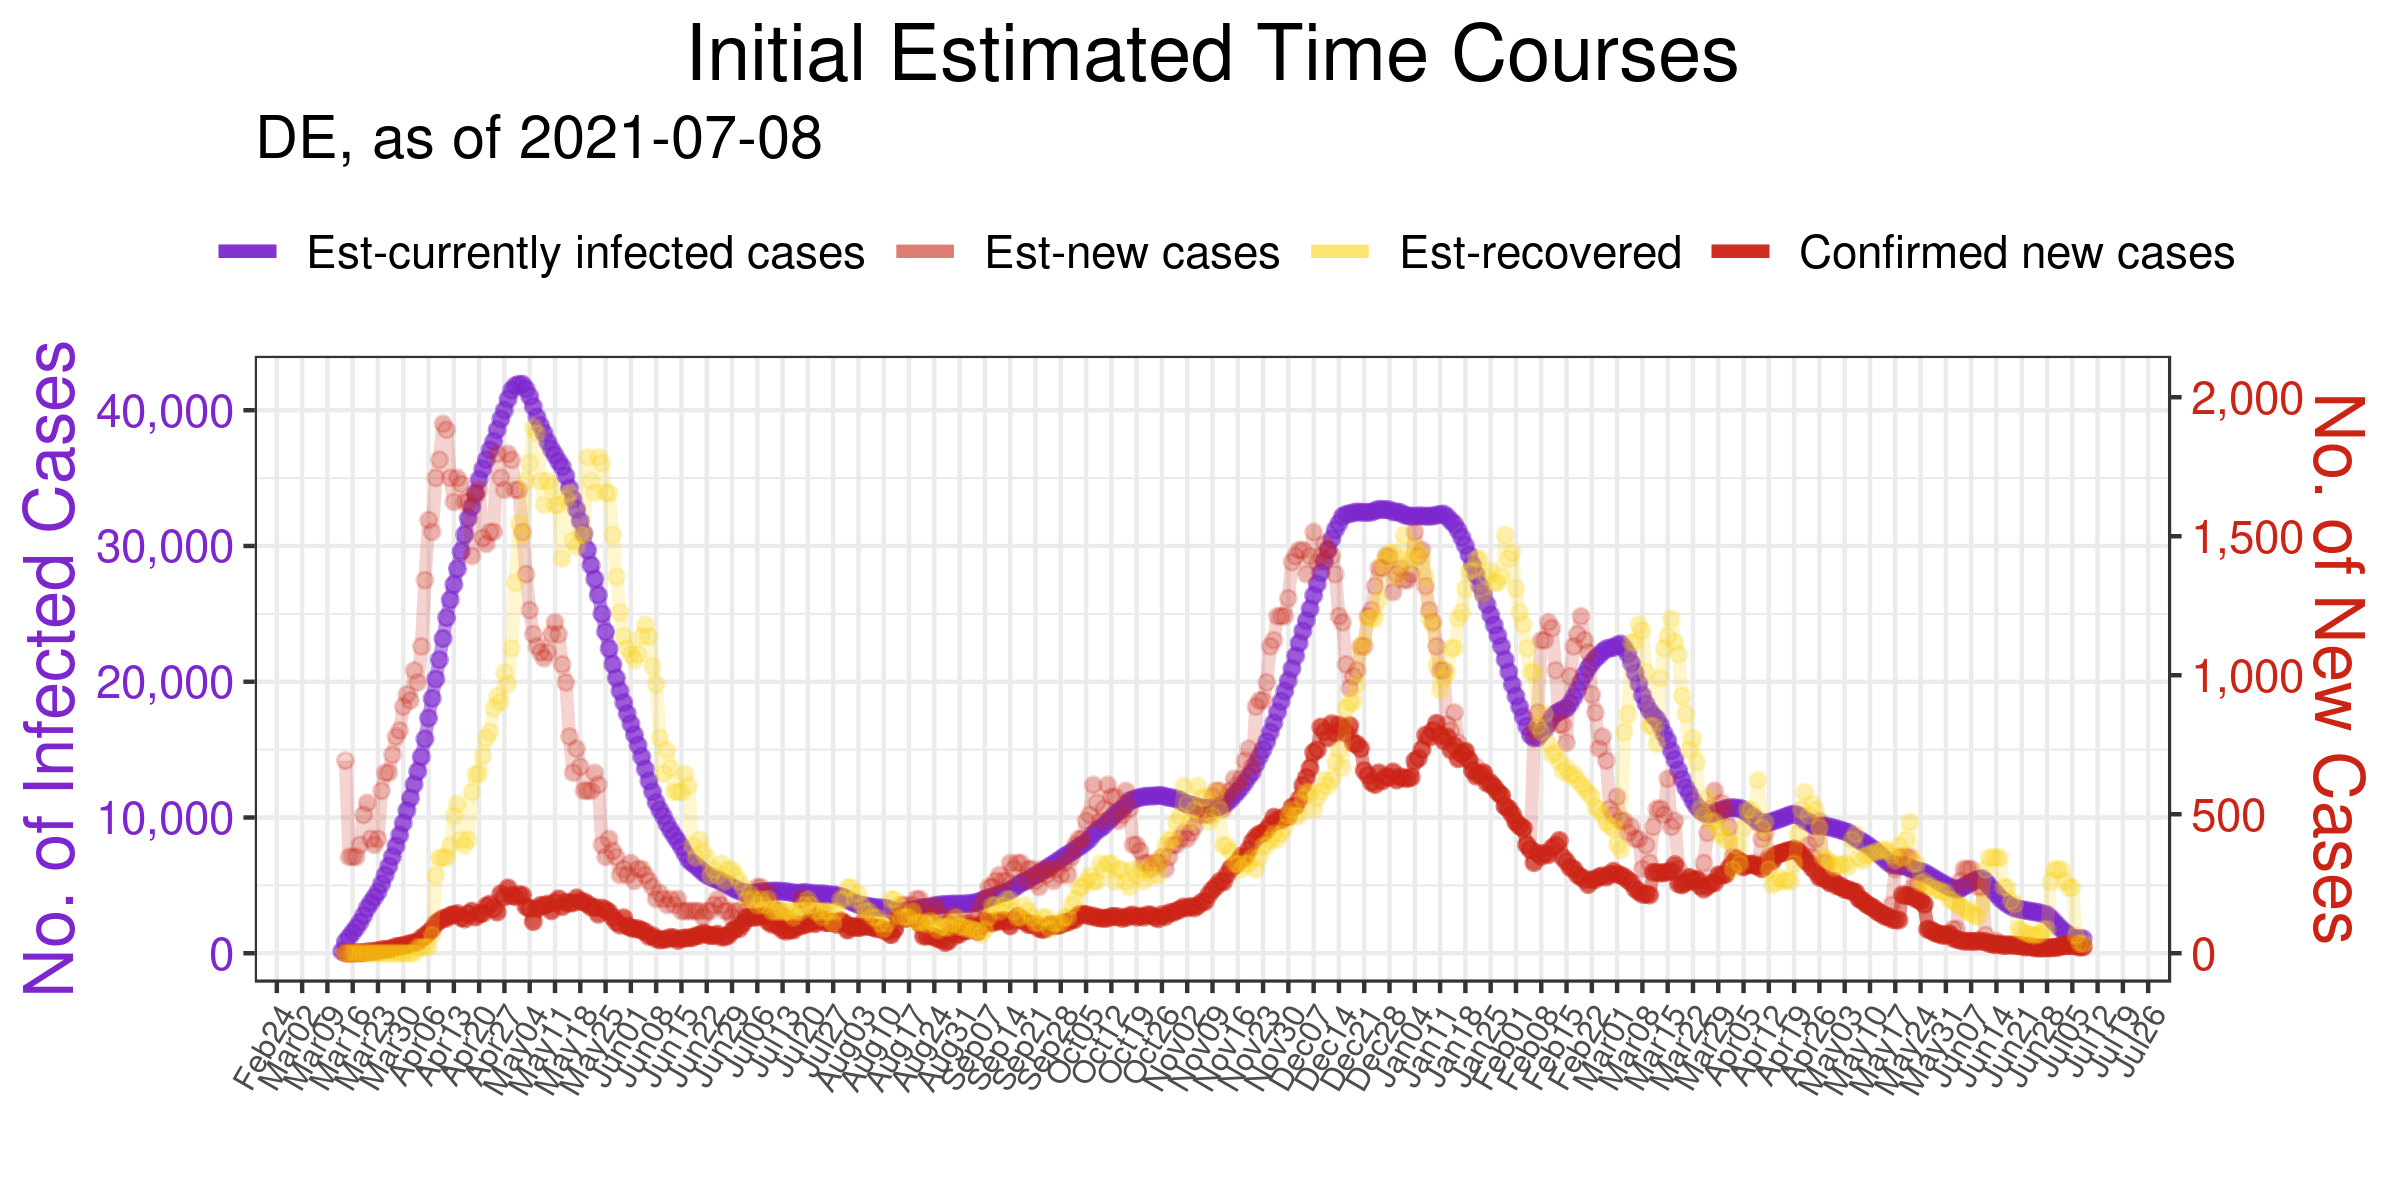 Initial Estimated Time Courses
DE, as of 2021-07-08
Est-currently infected cases
Est-new cases
Est-recovered
Confirmed new cases
No. of Infected Cases
40,000
30,000
20,000
10,000
0
2,000
1,500
1,000
500
0
No. of New Cases
Feb24
Mar02
Mar09
Mar16
Mar23
Mar30
Apr06
Apr13
Apr20
Apr27
May04
May11
May18
May25
Jun01
Jun08
Jun15
Jun22
Jun29
Jul06
Jul13
Jul20
Jul27
Aug03
Aug10
Aug17
Aug24
Aug31
Sep07
Sep14
Sep21
Sep28
Oct05
Oct12
Oct19
Oct26
Nov02
Nov09
Nov16
Nov23
Nov30
Dec07
Dec14
Dec21
Dec28
Jan04
Jan11
Jan18
Jan25
Feb01
Feb08
Feb15
Feb22
Mar01
Mar08
Mar15
Mar22
Mar29
Apr05
Apr12
Apr19
Apr26
May03
May10
May17
May24
May31
Jun07
Jun14
Jun21
Jun28
Jul05
Jul12
Jul19
Jul26